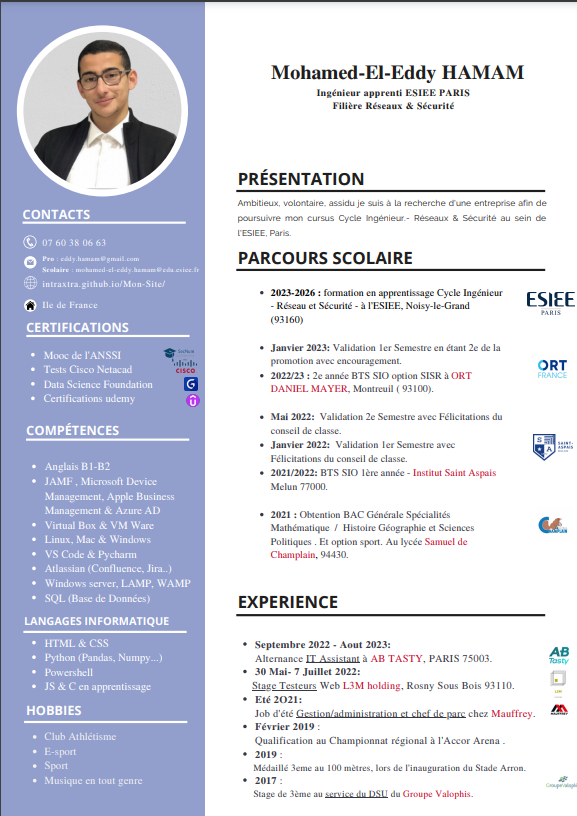 Mohamed-El-Eddy HAMAM
Ingénieur apprenti ESIEE PARIS
Filière Réseaux & Sécurité
CONTACTS
07 60 38 06 63
Pro : eddy.hamam@gmail.com
Scolaire : mohamed-el-eddy.hamam@edu.esiee.fr
intraxtra.github.io/Mon-Site/
Ile de France
CERTIFICATIONS
Mooc de l'ANSSI
Tests Cisco Netacad
CISCO
Data Science Foundation
Certifications udemy
COMPÉTENCES
Anglais B1-B2
JAMF , Microsoft Device
Management, Apple Business
Management & Azure AD
Virtual Box & VM Ware
Linux, Mac & Windows
VS Code & Pycharm
Atlassian (Confluence, Jira..)
Windows server, LAMP, WAMP
SQL (Base de Données)
LANGAGES INFORMATIQUE
HTML & CSS
Python (Pandas, Numpy...)
Powershell
JS & C en apprentissage
HOBBIES
Club Athlétisme
E-sport
Sport
Musique en tout genre
PRÉSENTATION
Ambitieux, volontaire, assidu je suis à la recherche d'une entreprise afin de
poursuivre mon cursus Cycle Ingénieur.- Réseaux & Sécurité au sein de
l'ESIEE, Paris.
PARCOURS SCOLAIRE
2023-2026 : formation en apprentissage Cycle Ingénieur
- Réseau et Sécurité - à l'ESIEE, Noisy-le-Grand
(93160)
ESIEE
PARIS
Janvier 2023: Validation 1er Semestre en étant 2e de la
promotion avec encouragement.
2022/23 : 2e année BTS SIO option SISR à ORT
DANIEL MAYER, Montreuil ( 93100).
ORT
FRANCE
Mai 2022: Validation 2e Semestre avec Félicitations du
conseil de classe.
Janvier 2022: Validation 1er Semestre avec
Félicitations du conseil de classe.
2021/2022: BTS SIO 1ère année - Institut Saint Aspais
Melun 77000.
SAINT-
ASPAIS
2021 : Obtention BAC Générale Spécialités
Mathématique / Histoire Géographie et Sciences
Politiques . Et option sport. Au lycée Samuel de
Champlain, 94430.
EXPERIENCE
Septembre 2022 - Aout 2023:
Alternance IT Assistant à AB TASTY, PARIS 75003.
AB
Tasty
30 Mai- 7 Juillet 2022:
Stage Testeurs Web L3M holding, Rosny Sous Bois 93110.
Eté 2O21:
Job d'été Gestion/administration et chef de parc chez Mauffrey.
MAUFFREY
Février 2019 :
Qualification au Championnat régional à l'Accor Arena .
2019 :
Médaillé 3eme au 100 mètres, lors de l'inauguration du Stade Arron.
2017 :
Stage de 3ème au service du DSU du Groupe Valophis.